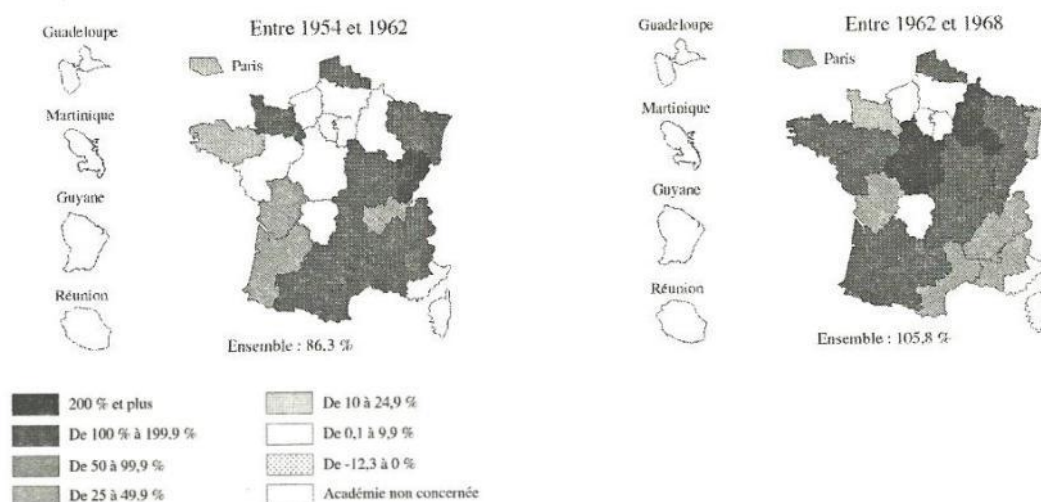 Entre 1954 et 1962
Guadeloupe
Paris
Martinique
Guyane
Réunion
Ensemble : 86.3 %
Entre 1962 et 1968
Guadeloupe
Paris
Martinique
Guyane
Réunion
Ensemble : 105,8 %
200 % et plus
De 100 % à 199.9 %
De 50 à 99,9 %
De 25 à 49.9 %
De 10 à 24,9 %
De 0,1 à 9,9 %
De -12,3 à 0 %
Académie non concernée